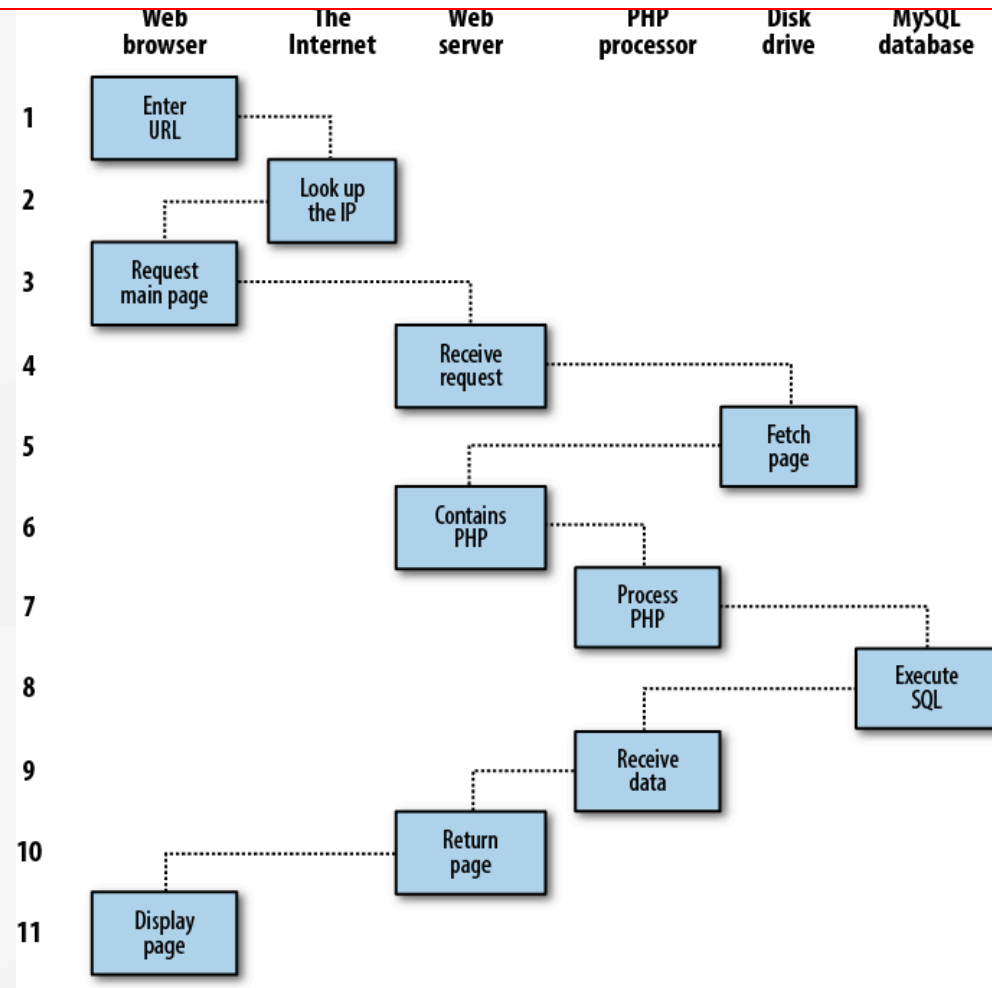 Web The Web PHP Disk MySQL
browser Internet server processor drive database
1
Enter
URL
2
Look up
the IP
3
Request
main page
4
Receive
request
5
Fetch
page
6
Contains
PHP
7
Process
PHP
8
Execute
SQL
9
Receive
data
10
Return
page
11
Display
page